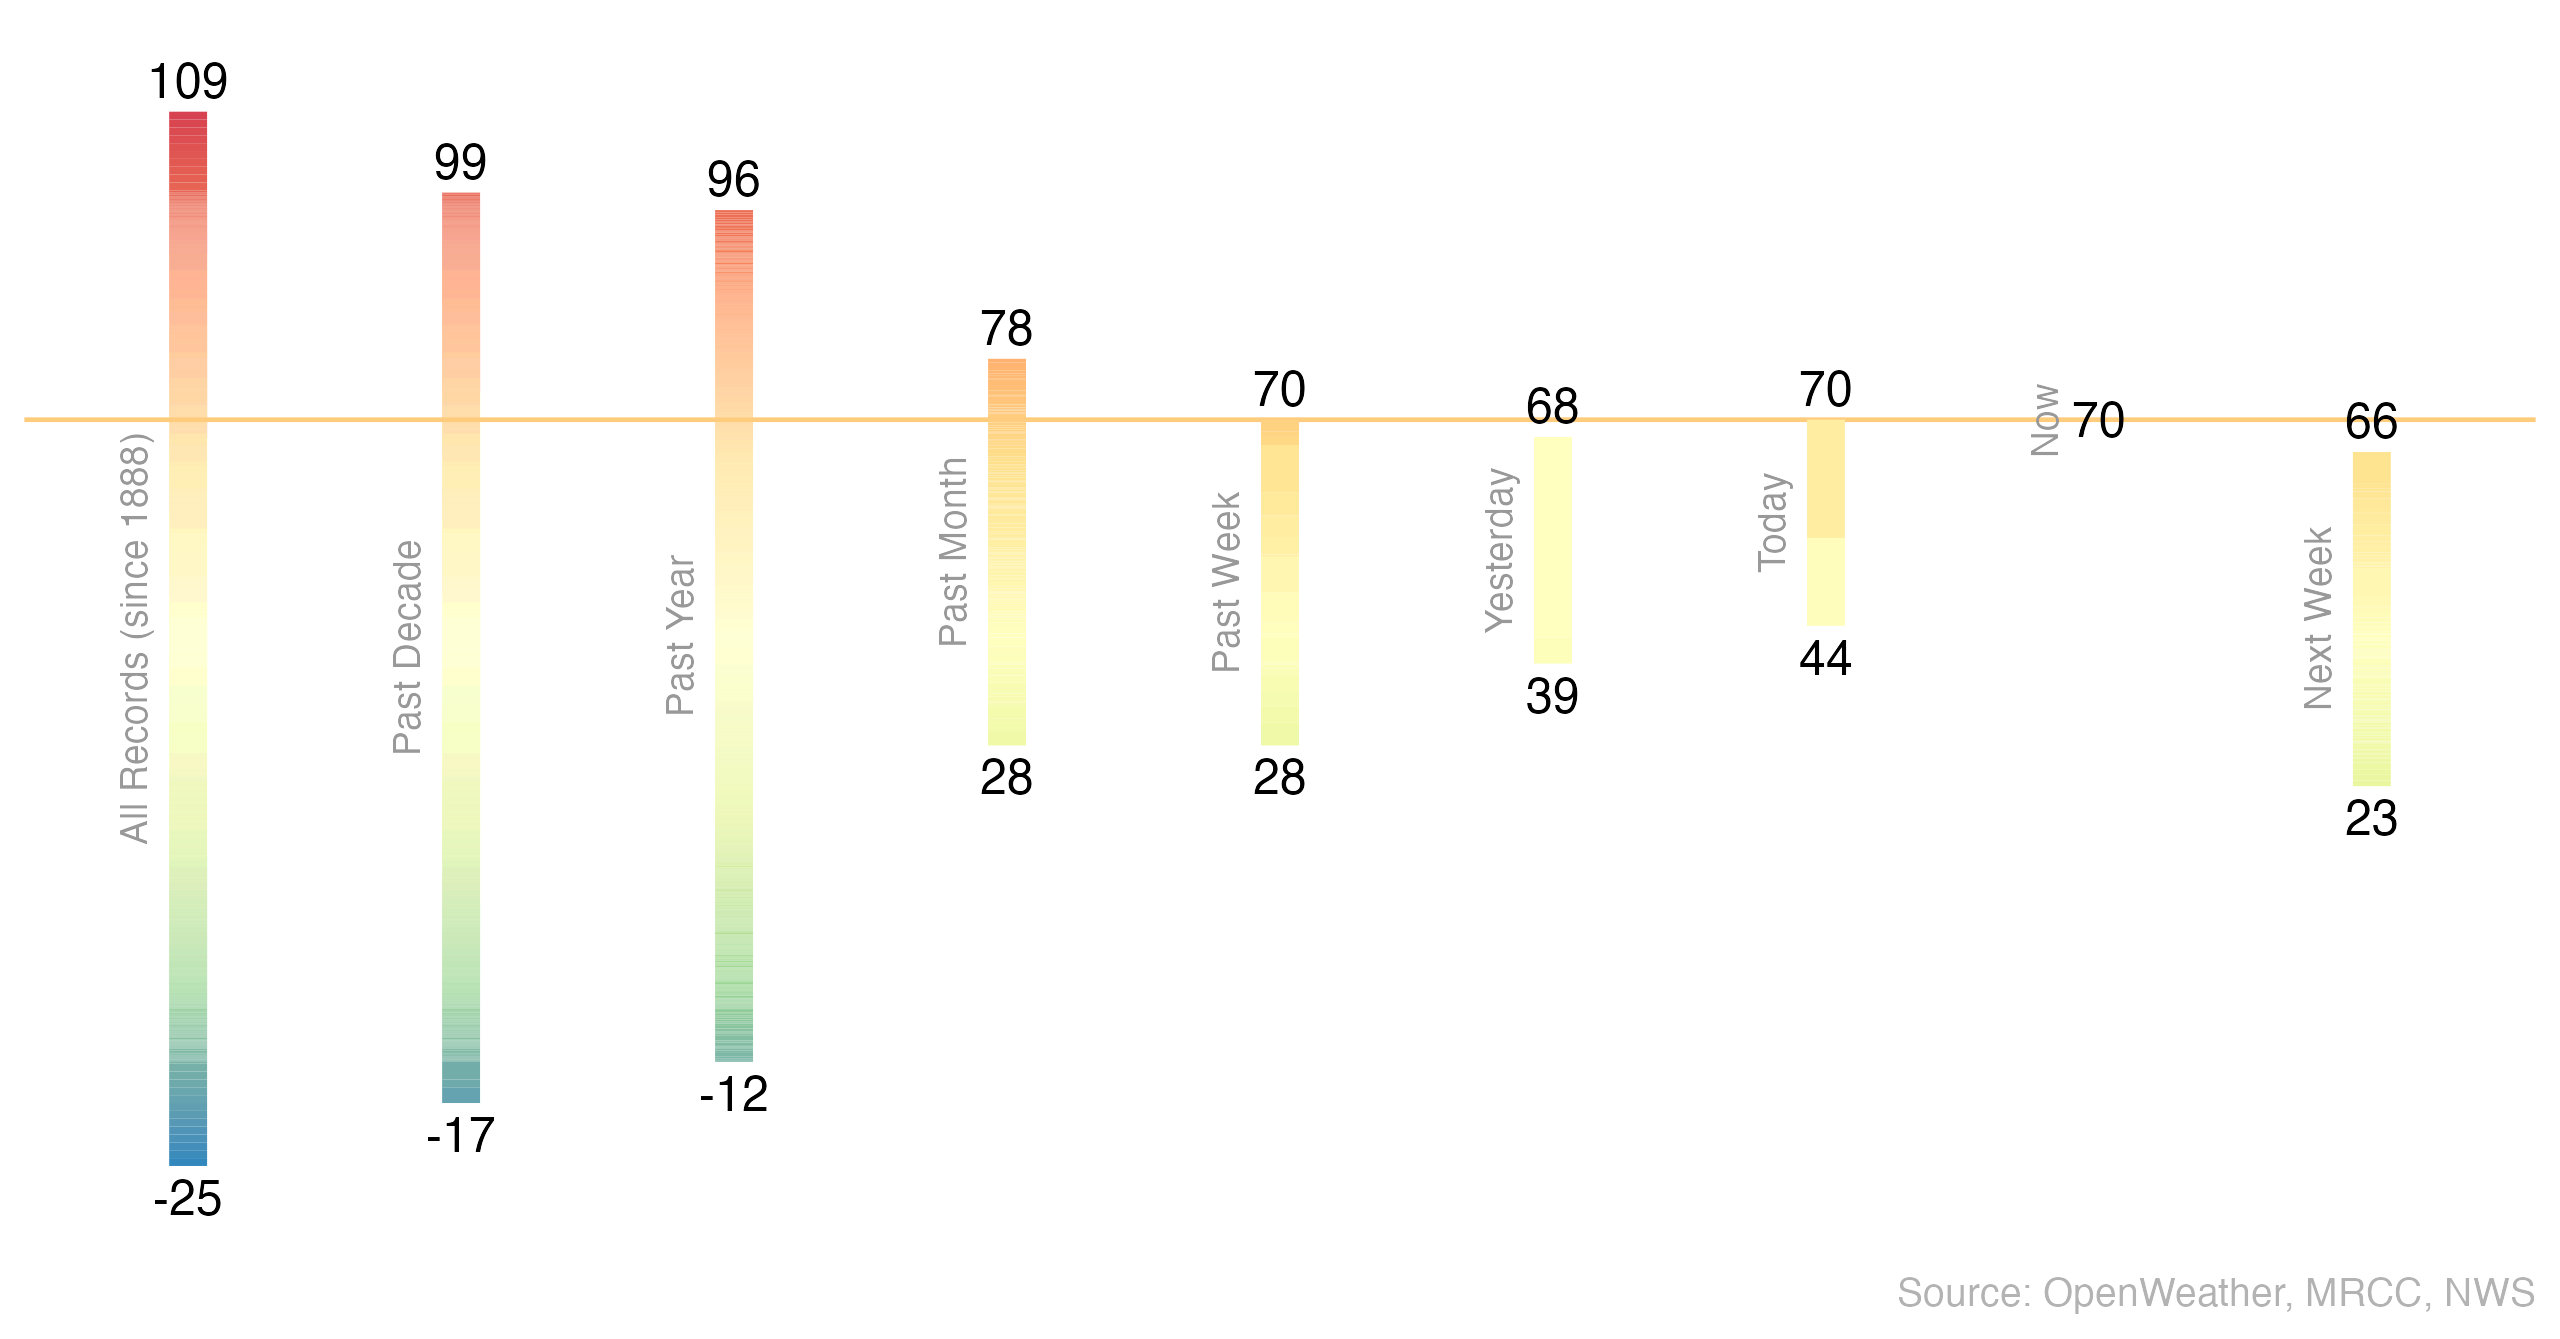 109
All Records (since 1888)
-25
99
Past Decade
-17
96
Past Year
-12
78
Past Month
28
70
Past Week
28
68
Yesterday
39
70
Today
44
Now
70
66
Next Week
23
Source: OpenWeather, MRCC, NWS